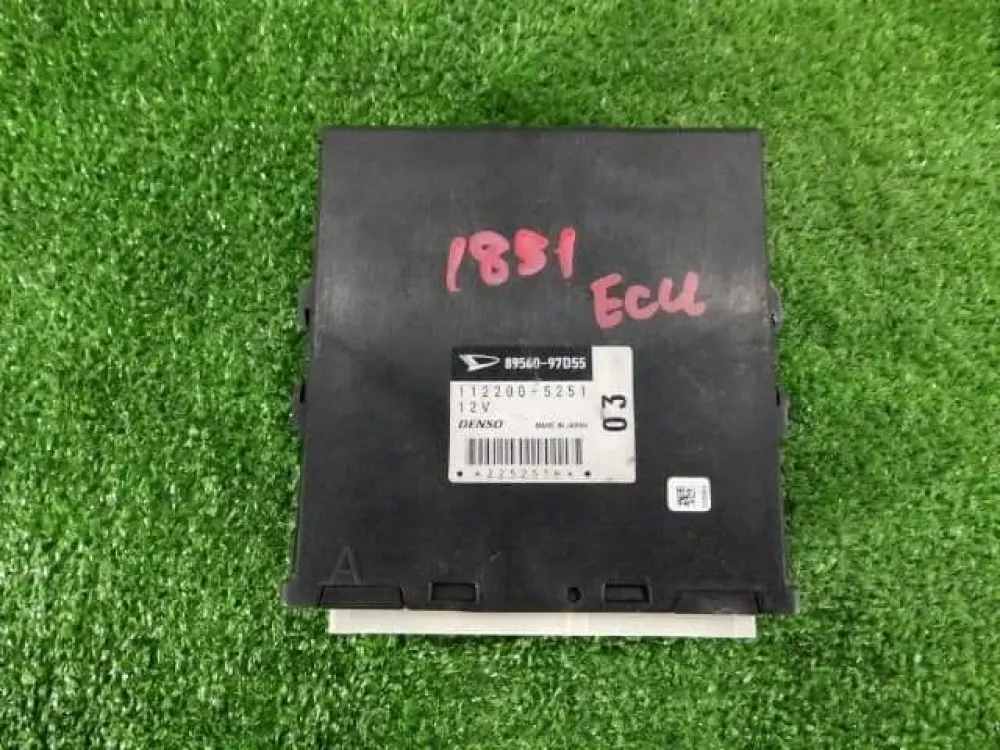 1851
ECU
89560-97D55
112200-5251
12V
03
DENSO MADE IN JAPAN
A